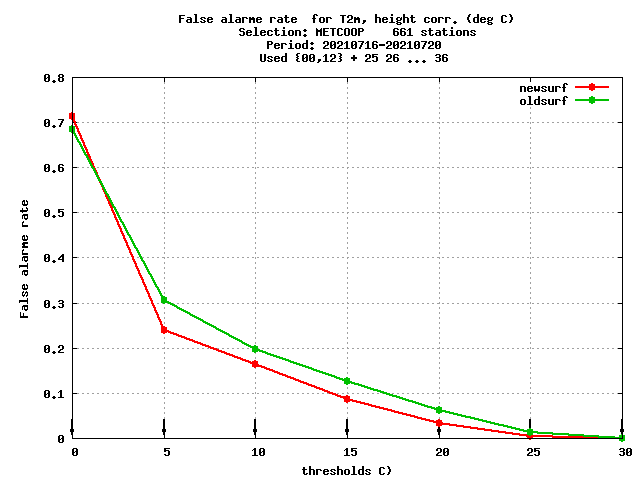 False alarme rate  for T2m, height corr. (deg C)
Selection: METCOOP    661 stations
Period: 20210716-20210720
Used {00,12} + 25 26 ... 36
newsurf
oldsurf
0.8
0.7
0.6
0.5
0.4
0.3
0.2
0.1
0
False alarme rate
0 5 10 15 20 25 30
thresholds C)